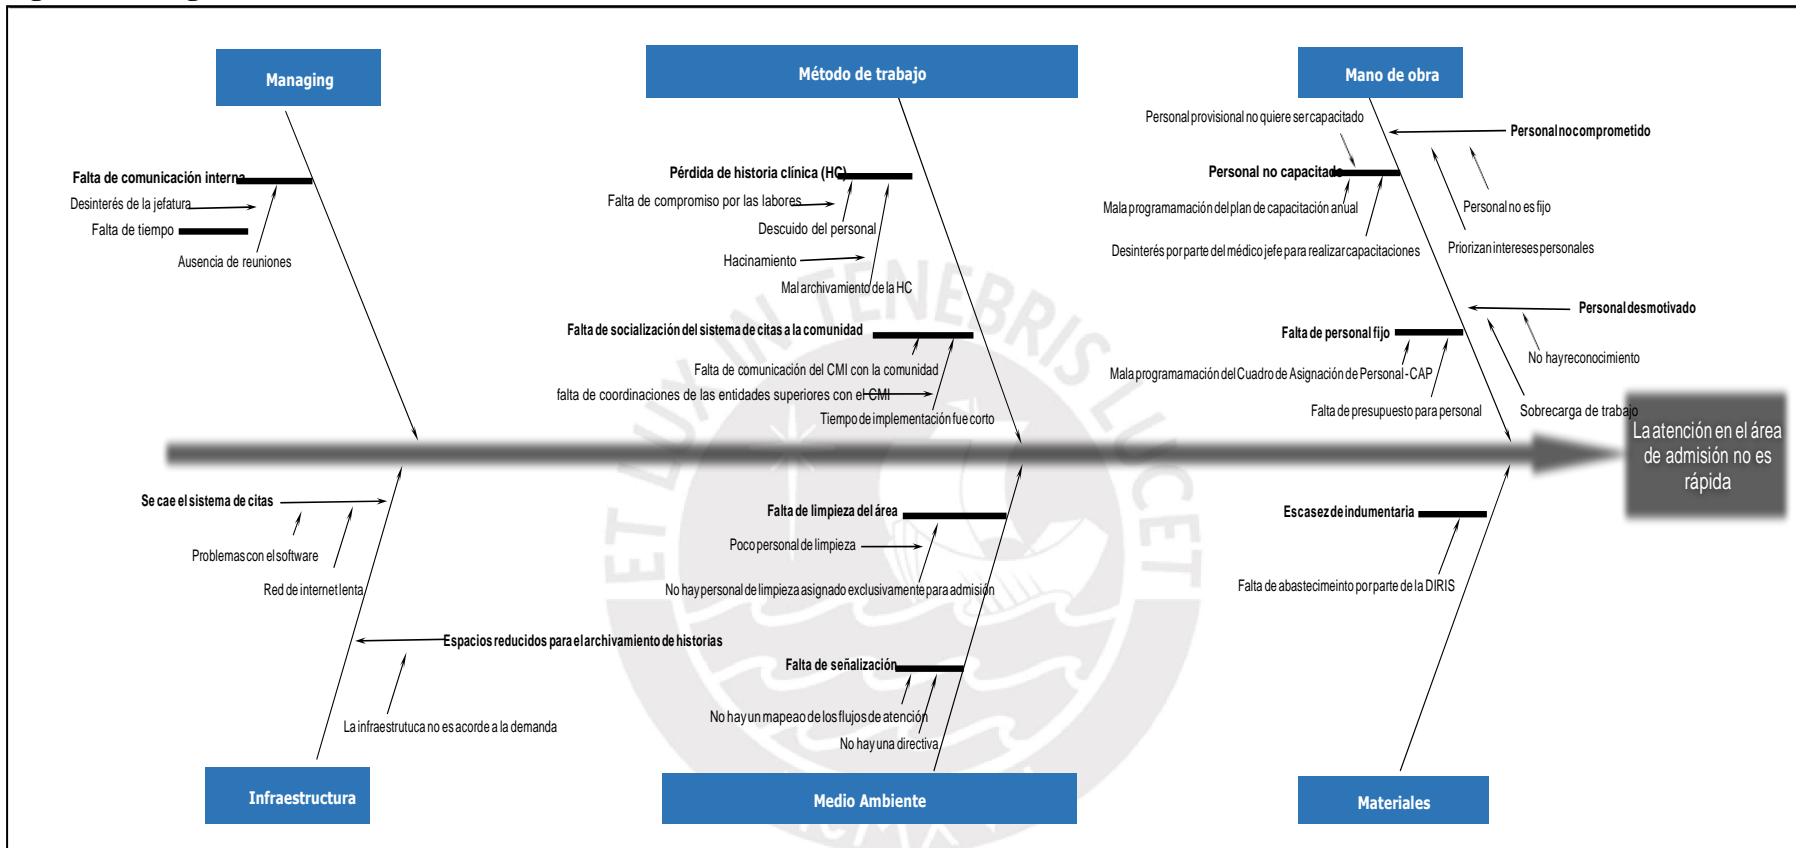 Managing
Método de trabajo
Mano de obra
Personal provisional no quiere ser capacitado
Personal no comprometido
Falta de comunicación interna
Pérdida de historia clínica (HC)
Personal no capacitado
Desinterés de la jefatura
Falta de compromiso por las labores
Mala programamación del plan de capacitación anual
Personal no es fijo
Falta de tiempo
Descuido del personal
Desinterés por parte del médico jefe para realizar capacitaciones
Priorizan intereses personales
Ausencia de reuniones
Hacinamiento
Mal archivamiento de la HC
Personal desmotivado
Falta de socialización del sistema de citas a la comunidad
Falta de personal fijo
No hay reconocimiento
Falta de comunicación del CMI con la comunidad
Mala programamación del Cuadro de Asignación de Personal - CAP
falta de coordinaciones de las entidades superiores con el CMI
Tiempo de implementación fue corto
Falta de presupuesto para personal
Sobrecarga de trabajo
La atención en el área
de admisión no es
rápida
Se cae el sistema de citas
Falta de limpieza del área
Escasez de indumentaria
Problemas con el software
Poco personal de limpieza
Red de internet lenta
No hay personal de limpieza asignado exclusivamente para admisión
Falta de abastecimeinto por parte de la DIRIS
Espacios reducidos para el archivamiento de historias
Falta de señalización
La infraestrutuca no es acorde a la demanda
No hay un mapeao de los flujos de atención
No hay una directiva
Infraestructura
Medio Ambiente
Materiales
ET LUX IN TENEBRIS LUCET